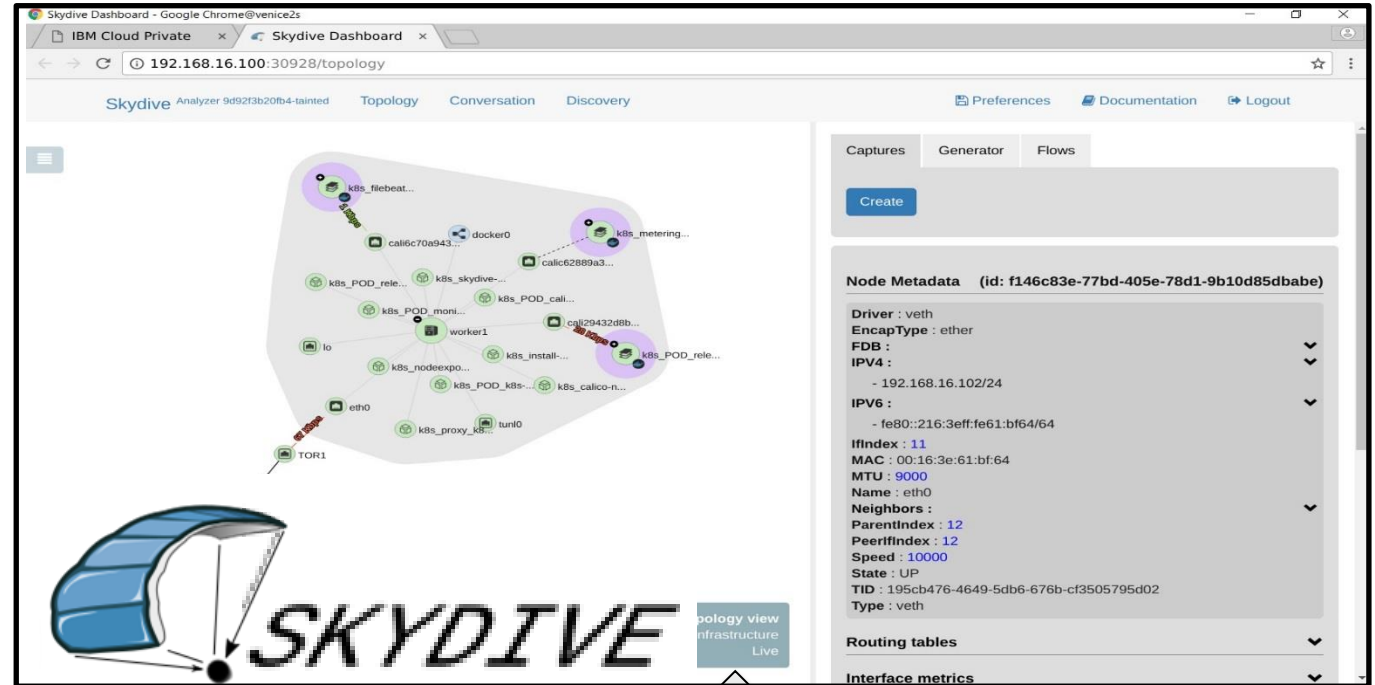 Skydive Dashboard - Google Chrome@venice2s
IBM Cloud Private × Skydive Dashboard ×
192.168.16.100:30928/topology
Skydive Analyzer 9d92f3b20fb4-tainted Topology Conversation Discovery Preferences Documentation Logout
Captures Generator Flows
Create
k8s_filebeat...
docker0
k8s_metering...
cali6c70a943...
calic62889a3...
k8s_POD_rele...
k8s_skydive-...
k8s_POD_cali...
k8s_POD_moni...
cali29432d8b...
worker1
lo
k8s_install-...
k8s_POD_rele...
k8s_nodeexpo...
k8s_POD_k8s-...
k8s_calico-n...
eth0
k8s_proxy_k8...
tunl0
TOR1
Node Metadata (id: f146c83e-77bd-405e-78d1-9b10d85dbabe)
Driver : veth
EncapType : ether
FDB :
IPV4 :
- 192.168.16.102/24
IPV6 :
- fe80::216:3eff:fe61:bf64/64
IfIndex : 11
MAC : 00:16:3e:61:bf:64
MTU : 9000
Name : eth0
Neighbors :
ParentIndex : 12
PeerIfIndex : 12
Speed : 10000
State : UP
TID : 195cb476-4649-5db6-676b-cf3505795d02
Type : veth
Routing tables
Interface metrics
SKYDIVE
pology view
nfrastructure
Live